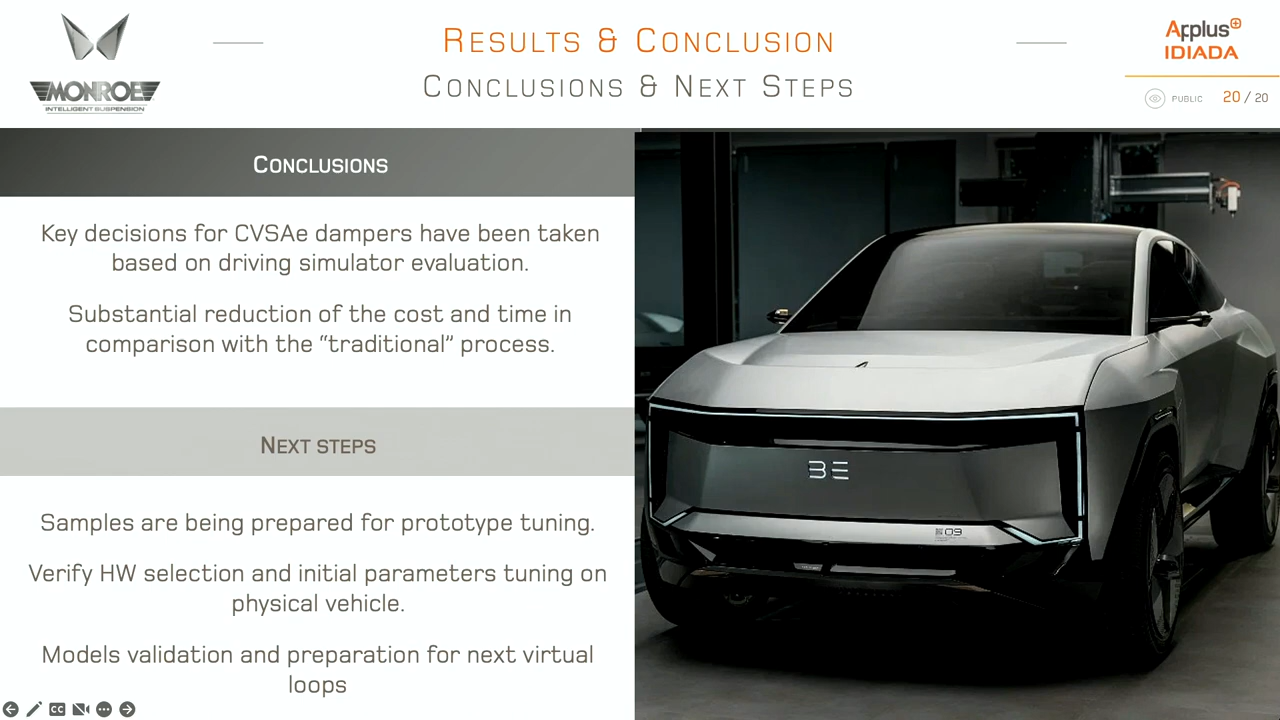 MONROE
INTELLIGENT SUSPENSION
RESULTS & CONCLUSION
CONCLUSIONS & NEXT STEPS
Applus+
IDIADA
PUBLIC
20 / 20
CONCLUSIONS
Key decisions for CVSAe dampers have been taken
based on driving simulator evaluation.
Substantial reduction of the cost and time in
comparison with the “traditional” process.
NEXT STEPS
Samples are being prepared for prototype tuning.
Verify HW selection and initial parameters tuning on
physical vehicle.
Models validation and preparation for next virtual
loops
CC
BE
09